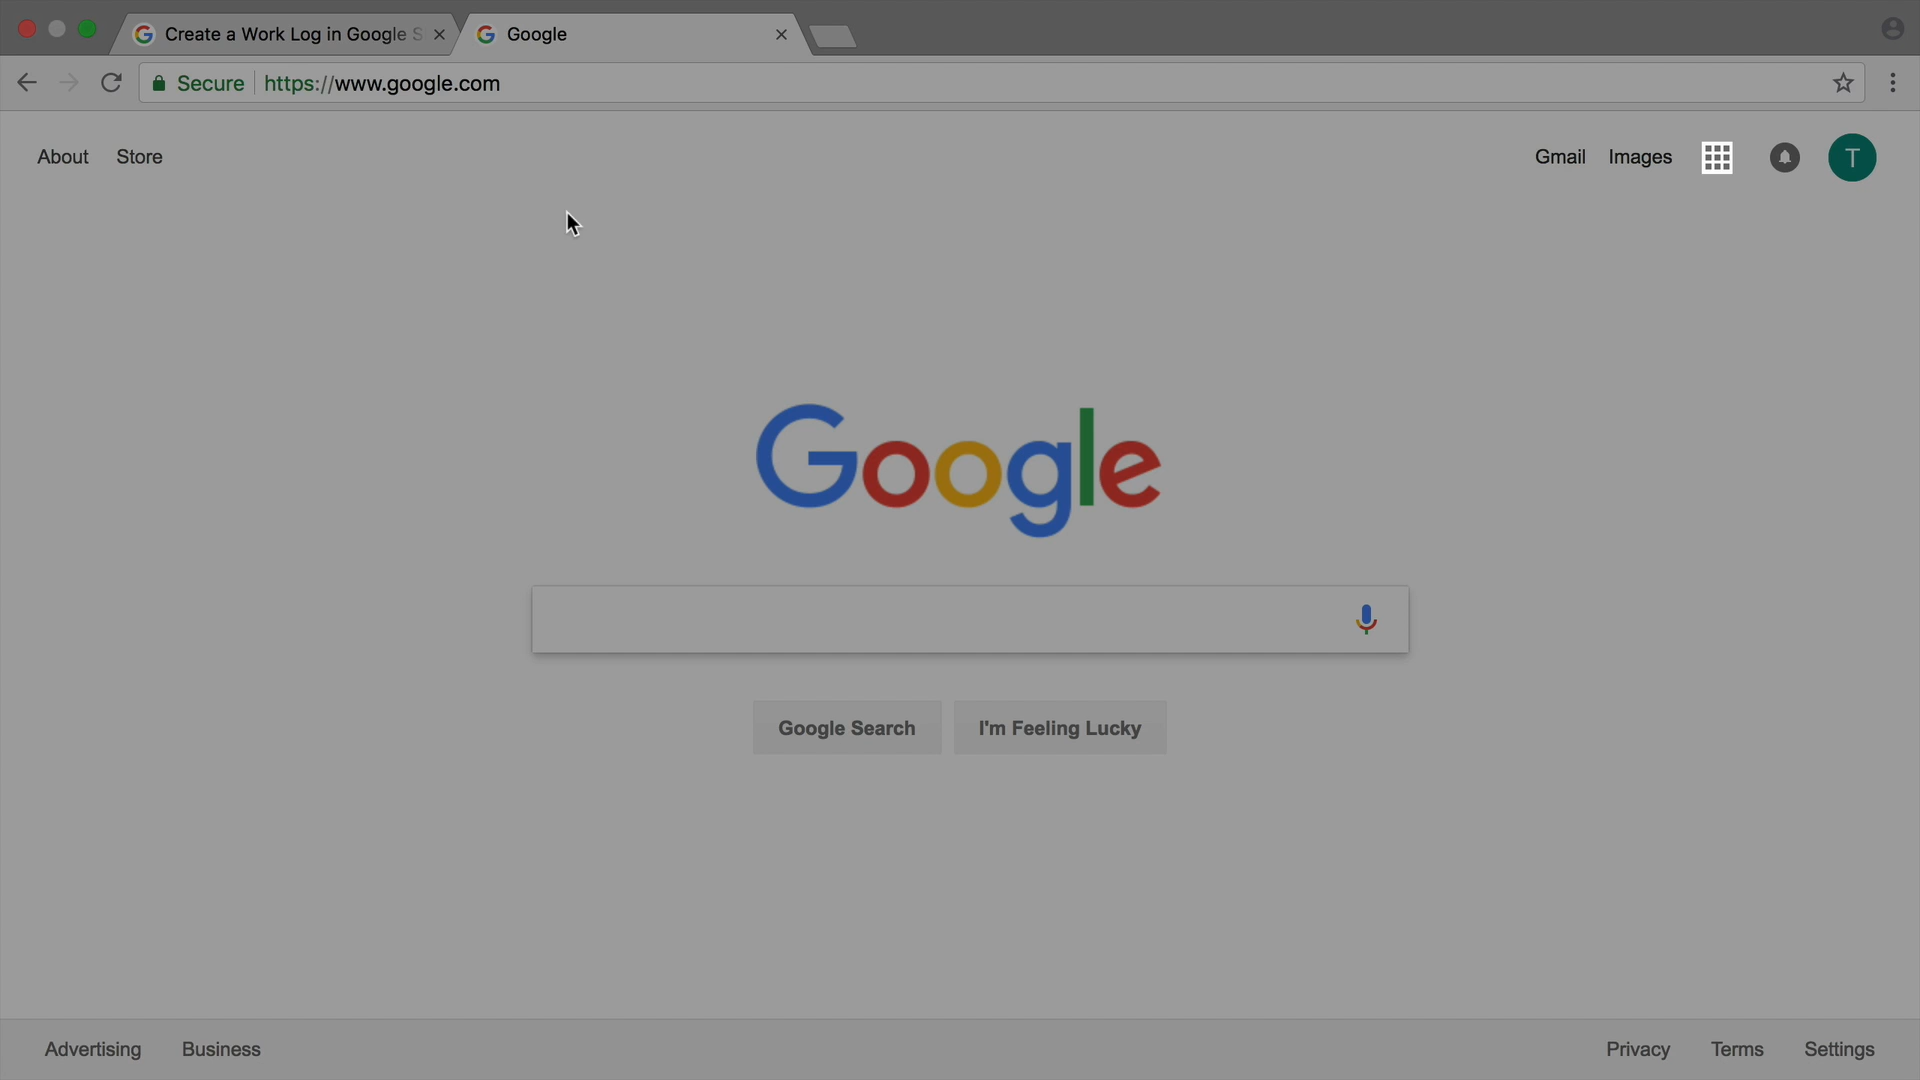 Create a Work Log in Google S
Google
Secure https://www.google.com
About Store
Gmail Images T
Google
Google Search I'm Feeling Lucky
Advertising Business
Privacy Terms Settings